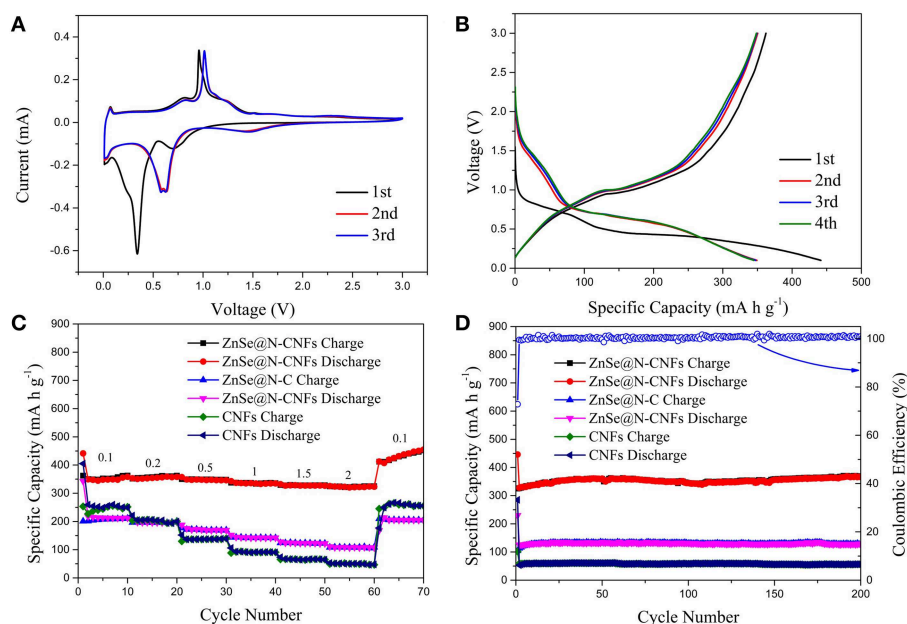 A
0.4
0.2
0.0
-0.2
-0.4
-0.6
Current (mA)
1st
2nd
3rd
0.0 0.5 1.0 1.5 2.0 2.5 3.0
Voltage (V)
B
3.0
2.5
2.0
1.5
1.0
0.5
0.0
Voltage (V)
1st
2nd
3rd
4th
0 100 200 300 400 500
Specific Capacity (mA h g⁻¹)
C
900
800
700
600
500
400
300
200
100
0
Specific Capacity (mA h g⁻¹)
ZnSe@N-CNFs Charge
ZnSe@N-CNFs Discharge
ZnSe@N-C Charge
ZnSe@N-CNFs Discharge
CNFs Charge
CNFs Discharge
0.1 0.2 0.5 1 1.5 2 0.1
0 10 20 30 40 50 60 70
Cycle Number
D
900
800
700
600
500
400
300
200
100
0
Specific Capacity (mA h g⁻¹)
ZnSe@N-CNFs Charge
ZnSe@N-CNFs Discharge
ZnSe@N-C Charge
ZnSe@N-CNFs Discharge
CNFs Charge
CNFs Discharge
100
80
60
40
20
0
Coulombic Efficiency (%)
0 50 100 150 200
Cycle Number